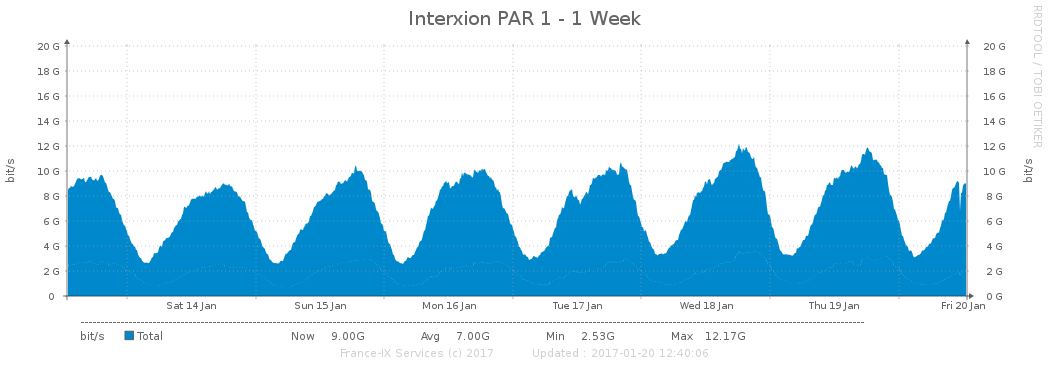 Interxion PAR 1 - 1 Week
RRDTOOL / TOBI OETIKER
bit/s
20 G 20 G
18 G 18 G
16 G 16 G
14 G 14 G
12 G 12 G
10 G 10 G
8 G 8 G
6 G 6 G
4 G 4 G
2 G 2 G
0 0 G
bit/s
Sat 14 Jan Sun 15 Jan Mon 16 Jan Tue 17 Jan Wed 18 Jan Thu 19 Jan Fri 20 Jan
bit/s Total Now 9.00G Avg 7.00G Min 2.53G Max 12.17G
France-IX Services (c) 2017 Updated : 2017-01-20 12:40:06